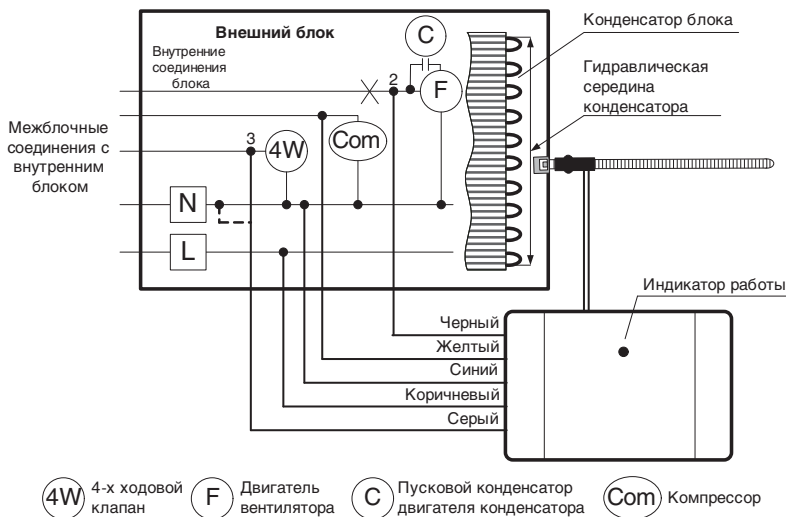 Внешний блок
Внутренние
соединения
блока
C
2
F
Конденсатор блока
Гидравлическая
середина
конденсатора
Межблочные
соединения с
внутренним
блоком
3
4W
Com
N
L
Индикатор работы
Черный
Желтый
Синий
Коричневый
Серый
4W
4-х ходовой
клапан
F
Двигатель
вентилятора
C
Пусковой конденсатор
двигателя конденсатора
Com
Компрессор